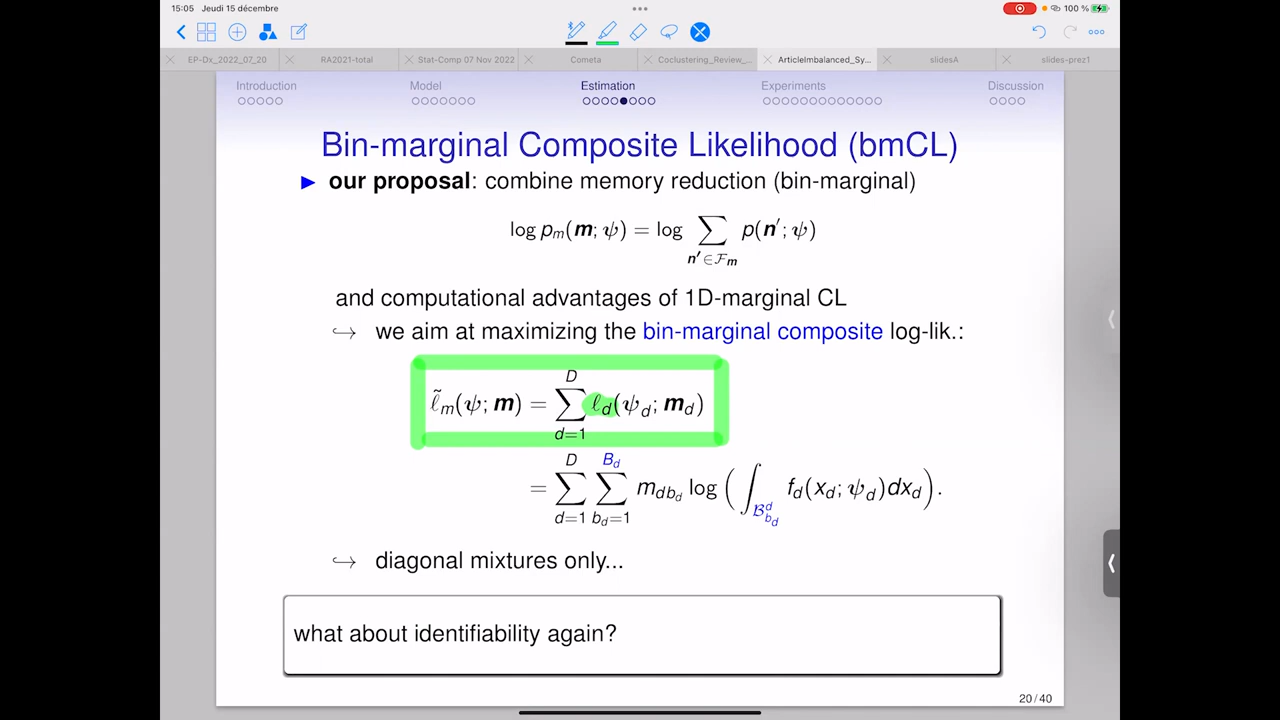 15:05 Jeudi 15 décembre
100 %
EP-Dx_2022_07_20 RA2021-total Stat-Comp 07 Nov 2022 Cometa Coclustering_Review_... ArticleImbalanced_Sy... slidesA slides-prez1
Introduction Model Estimation Experiments Discussion
Bin-marginal Composite Likelihood (bmCL)
▶ our proposal: combine memory reduction (bin-marginal)
log pₘ(m; ψ) = log ∑_{n′∈ℱ_m} p(n′; ψ)
and computational advantages of 1D-marginal CL
↪ we aim at maximizing the bin-marginal composite log-lik.:
ℓ̃ₘ(ψ; m) = ∑_{d=1}^{D} ℓ_d(ψ_d; m_d)
= ∑_{d=1}^{D} ∑_{b_d=1}^{B_d} m_{db_d} log ( ∫_{ℬ^d_{b_d}} f_d(x_d; ψ_d)dx_d ).
↪ diagonal mixtures only...
what about identifiability again?
20 / 40